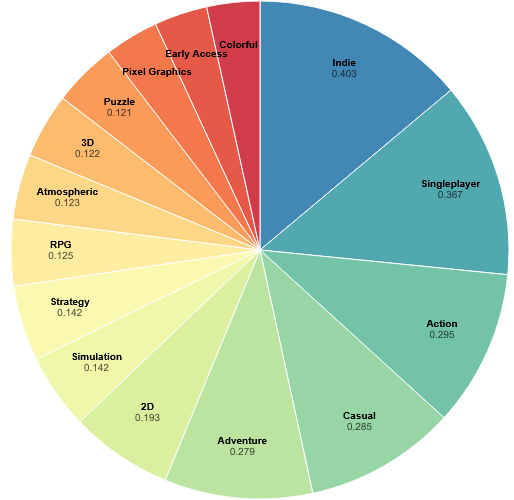 Indie
0.403
Singleplayer
0.367
Action
0.295
Casual
0.285
Adventure
0.279
2D
0.193
Simulation
0.142
Strategy
0.142
RPG
0.125
Atmospheric
0.123
3D
0.122
Puzzle
0.121
Pixel Graphics
Early Access
Colorful